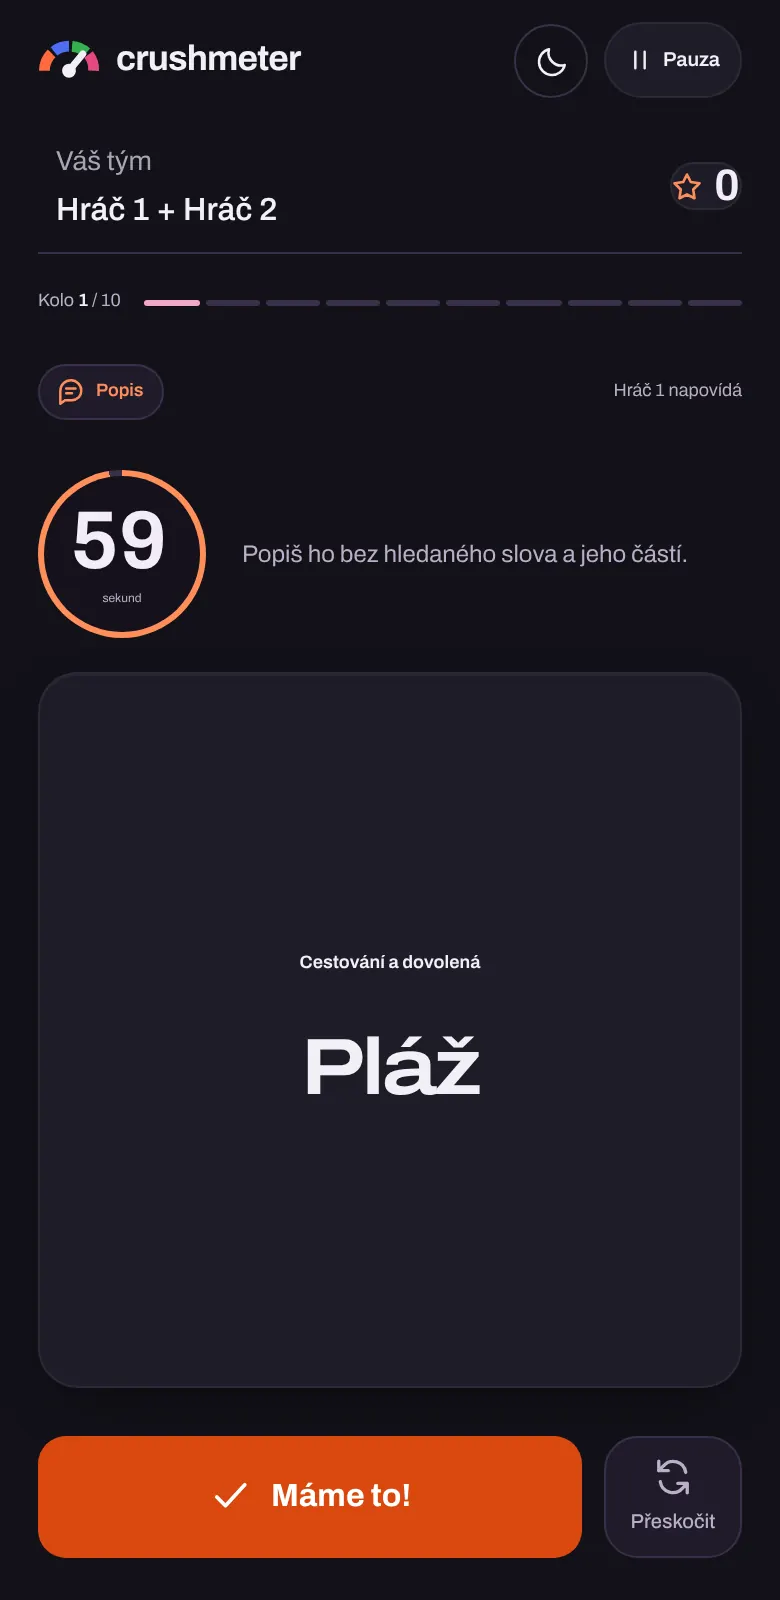 crushmeter
Pauza
Váš tým
Hráč 1 + Hráč 2
0
Kolo 1 / 10
Popis
Hráč 1 napovídá
59
sekund
Popiš ho bez hledaného slova a jeho částí.
Cestování a dovolená
Pláž
Máme to!
Přeskočit